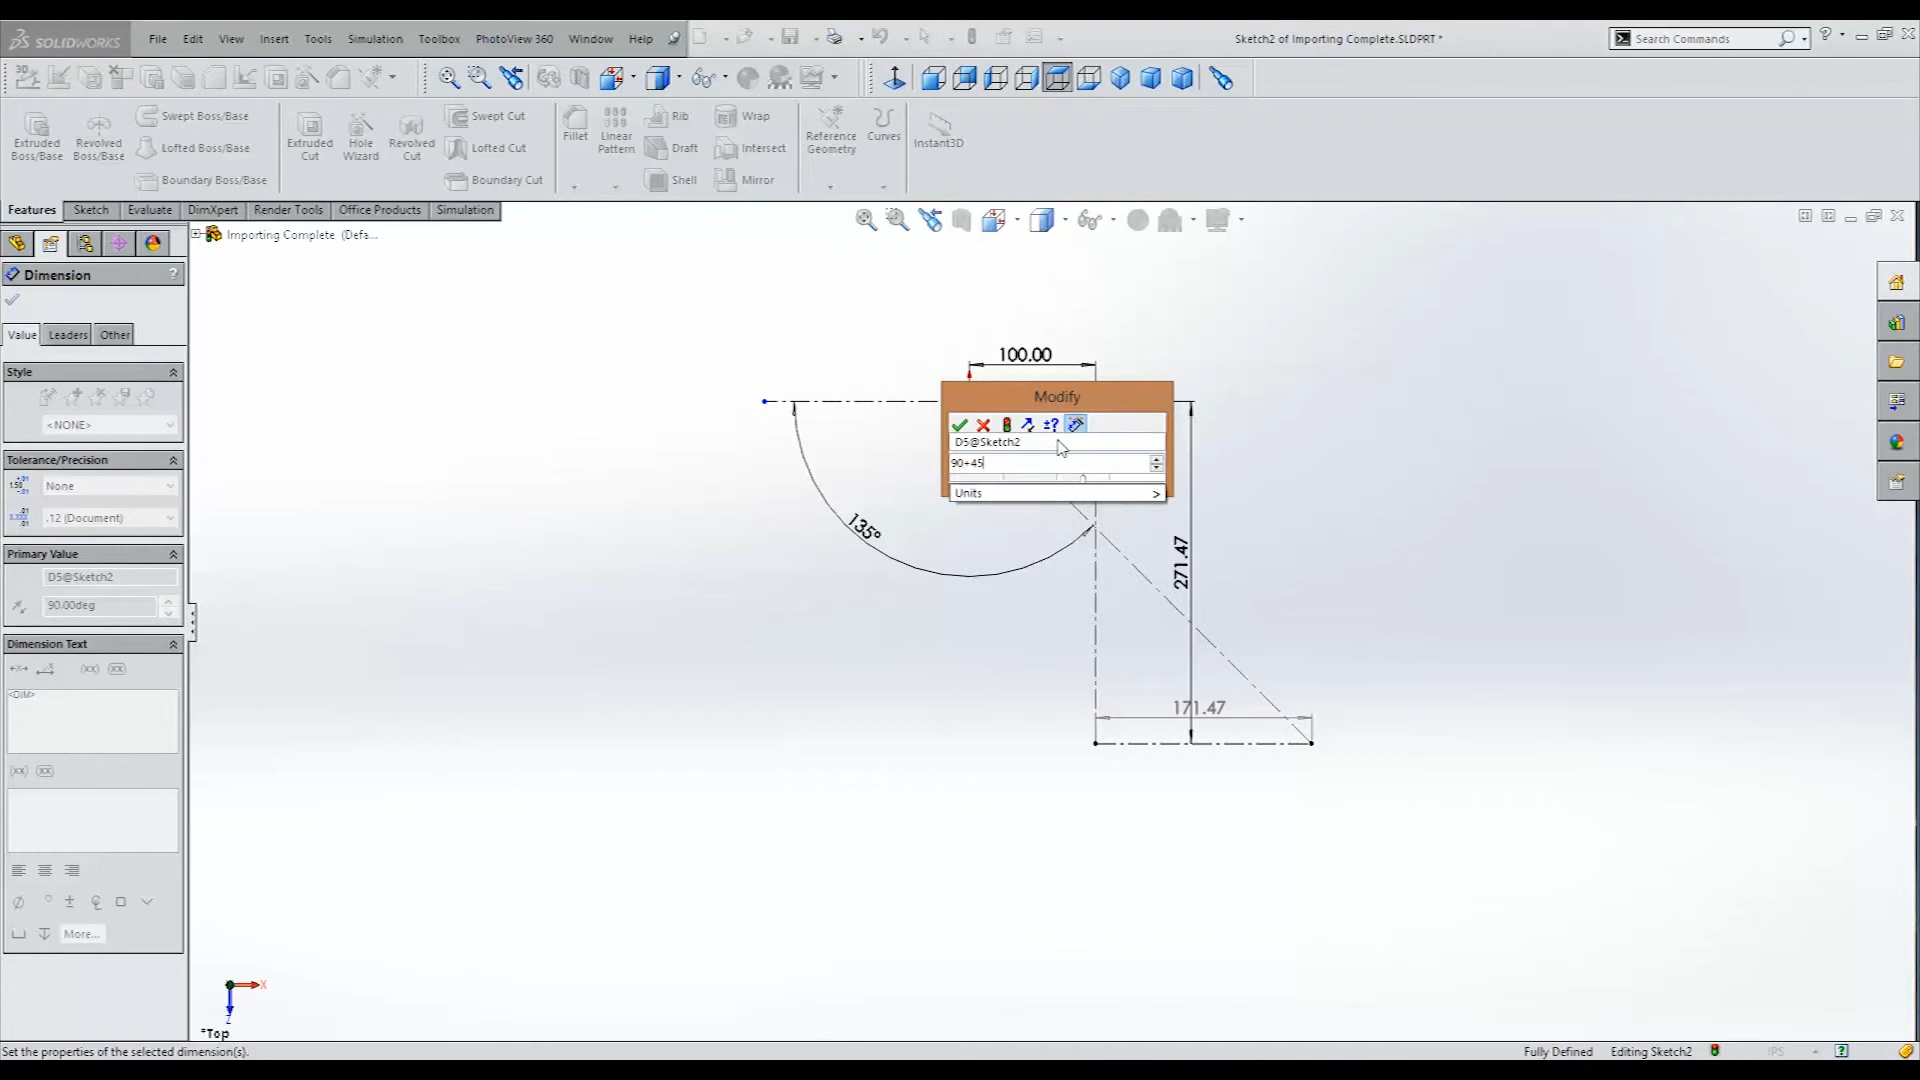 SOLIDWORKS File Edit View Insert Tools Simulation Toolbox PhotoView 360 Window Help Sketch2 of Importing Complete.SLDPRT * Search Commands ?
3D
Extruded Boss/Base
Revolved Boss/Base
Swept Boss/Base
Lofted Boss/Base
Boundary Boss/Base
Extruded Cut
Hole Wizard
Revolved Cut
Swept Cut
Lofted Cut
Boundary Cut
Fillet
Linear Pattern
Rib
Draft
Shell
Wrap
Intersect
Mirror
Reference Geometry
Curves
Instant3D
Features Sketch Evaluate DimXpert Render Tools Office Products Simulation
Importing Complete (Defa...
Dimension ?
Value Leaders Other
Style
<NONE>
Tolerance/Precision
None
.12 (Document)
Primary Value
D5@Sketch2
90.00deg
Dimension Text
<DIM>
More...
100.00
Modify
D5@Sketch2
90+45
Units >
135°
271.47
171.47
X
Z
*Top
Set the properties of the selected dimension(s). Fully Defined Editing Sketch2 IPS ?